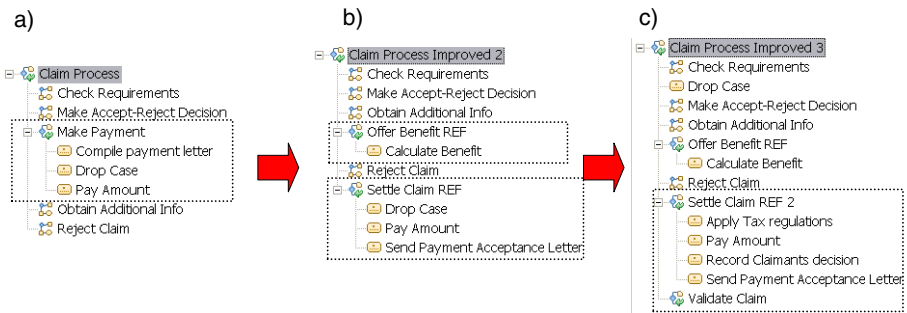 a)
Claim Process
Check Requirements
Make Accept-Reject Decision
Make Payment
Compile payment letter
Drop Case
Pay Amount
Obtain Additional Info
Reject Claim
b)
Claim Process Improved 2
Check Requirements
Make Accept-Reject Decision
Obtain Additional Info
Offer Benefit REF
Calculate Benefit
Reject Claim
Settle Claim REF
Drop Case
Pay Amount
Send Payment Acceptance Letter
c)
Claim Process Improved 3
Check Requirements
Drop Case
Make Accept-Reject Decision
Obtain Additional Info
Offer Benefit REF
Calculate Benefit
Reject Claim
Settle Claim REF 2
Apply Tax regulations
Pay Amount
Record Claimants decision
Send Payment Acceptance Letter
Validate Claim